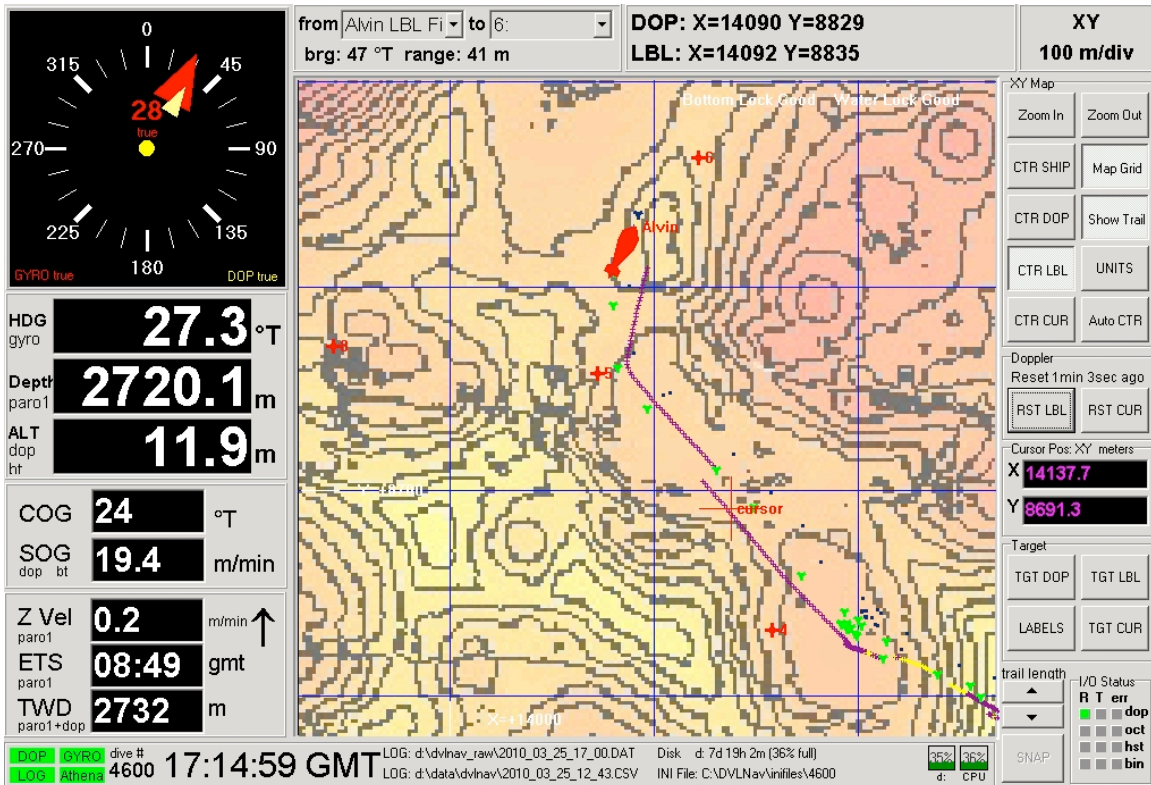 from Alvin LBL Fi to 6:
brg: 47 °T range: 41 m
DOP: X=14090 Y=8829
LBL: X=14092 Y=8835
XY
100 m/div
0
45
90
135
180
225
270
315
28
true
GYRO true
DOP true
HDG
gyro
27.3 °T
Depth
paro1
2720.1 m
ALT
dop
ht
11.9 m
COG 24 °T
SOG
dop bt
19.4 m/min
Z Vel
paro1
0.2 m/min
ETS
paro1
08:49 gmt
TWD
paro1+dop
2732 m
Bottom Lock Good Water Lock Good
6
Alvin
8
5
cursor
4
X=+14000
XY Map
Zoom In Zoom Out
CTR SHIP Map Grid
CTR DOP Show Trail
CTR LBL UNITS
CTR CUR Auto CTR
Doppler
Reset 1min 3sec ago
RST LBL RST CUR
Cursor Pos: XY meters
X 14137.7
Y 8691.3
Target
TGT DOP TGT LBL
LABELS TGT CUR
trail length
SNAP
I/O Status
R T err
dop
oct
hst
bin
DOP GYRO
LOG Athena
dive #
4600
17:14:59 GMT
LOG: d:\dvlnav_raw\2010_03_25_17_00.DAT
LOG: d:\data\dvlnav\2010_03_25_12_43.CSV
Disk d: 7d 19h 2m (36% full)
INI File: C:\DVLNav\inifiles\4600
35%
d:
36%
CPU